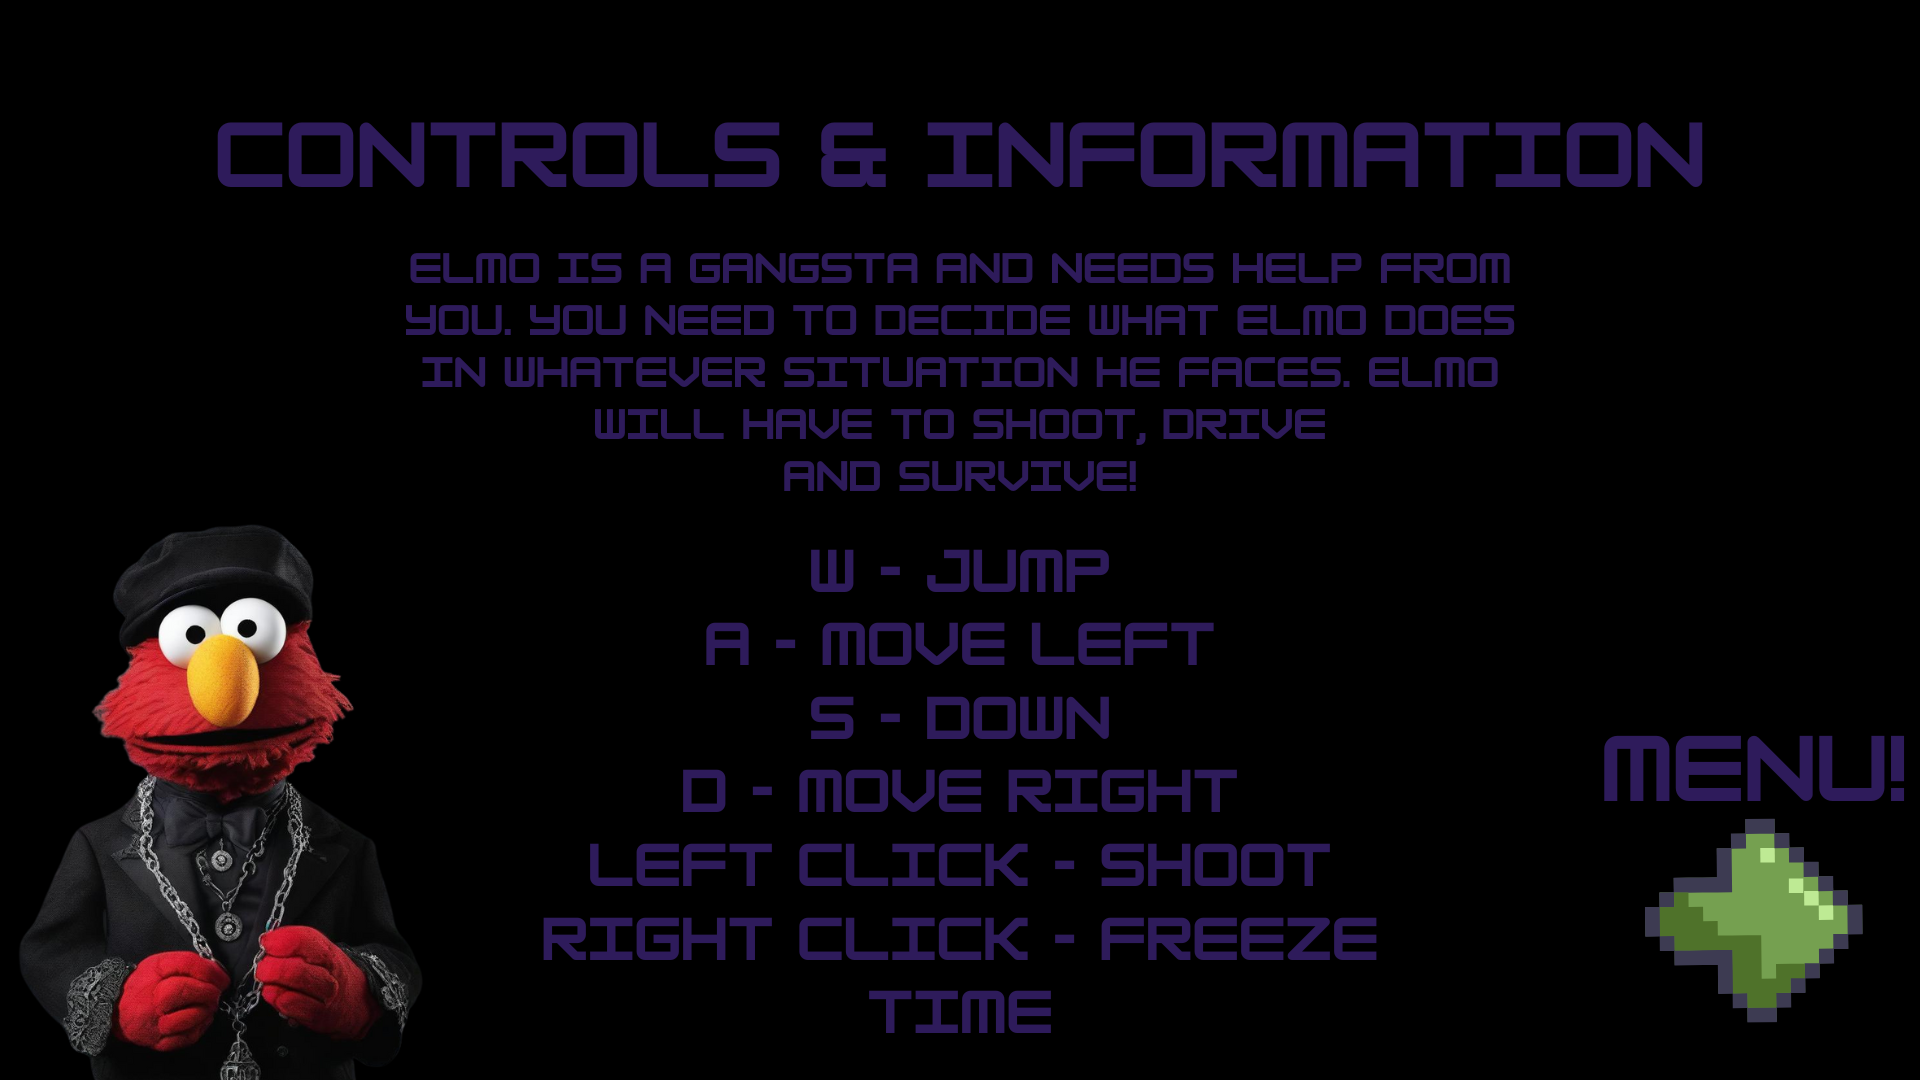 CONTROLS & INFORMATION
ELMO IS A GANGSTA AND NEEDS HELP FROM
YOU. YOU NEED TO DECIDE WHAT ELMO DOES
IN WHATEVER SITUATION HE FACES. ELMO
WILL HAVE TO SHOOT, DRIVE
AND SURVIVE!
W - JUMP
A - MOVE LEFT
S - DOWN
D - MOVE RIGHT
LEFT CLICK - SHOOT
RIGHT CLICK - FREEZE
TIME
MENU!